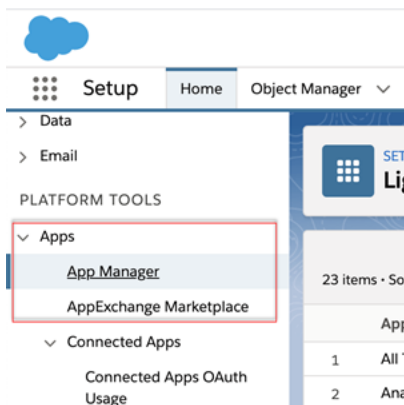 Setup Home Object Manager
Data
Email
PLATFORM TOOLS
Apps
App Manager
AppExchange Marketplace
Connected Apps
Connected Apps OAuth
Usage
23 items •
1 All
2